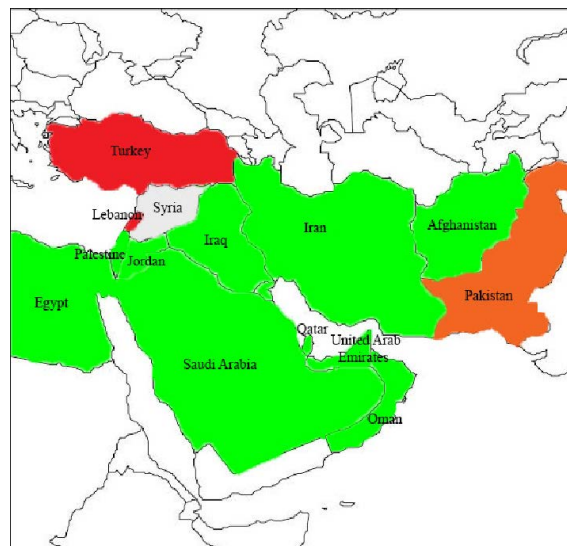 Turkey
Lebanon
Syria
Palestine
Jordan
Iraq
Iran
Afghanistan
Egypt
Pakistan
Qatar
United Arab
Emirates
Saudi Arabia
Oman